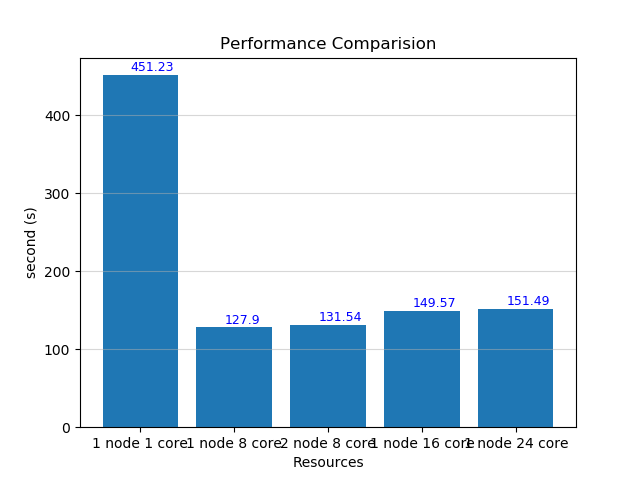 Performance Comparision
451.23
127.9
131.54
149.57
151.49
second (s)
400
300
200
100
0
1 node 1 core
1 node 8 core
2 node 8 core
1 node 16 core
1 node 24 core
Resources